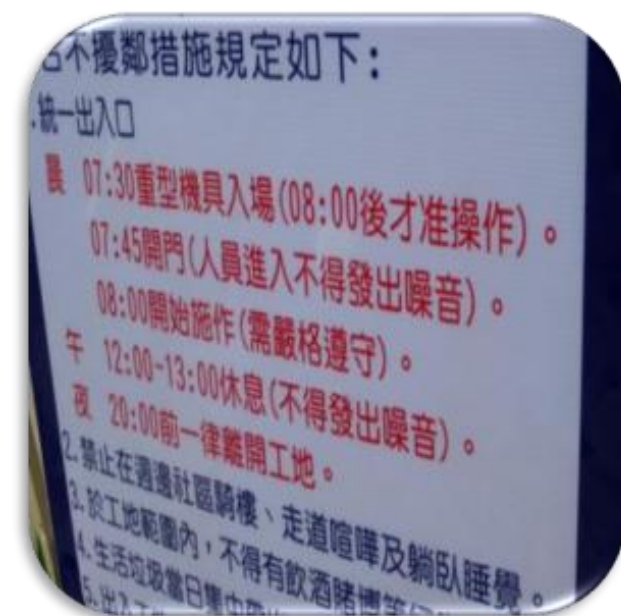 不擾鄰措施規定如下：
統一出入口
晨 07:30重型機具入場(08:00後才准操作)。
07:45開門(人員進入不得發出噪音)。
08:00開始施作(需嚴格遵守)。
午 12:00-13:00休息(不得發出噪音)。
夜 20:00前一律離開工地。
2.禁止在週邊社區騎樓、走道喧嘩及躺臥睡覺。
3.於工地範圍內，不得有飲酒賭博等
4.生活垃圾當日集中
5.出入